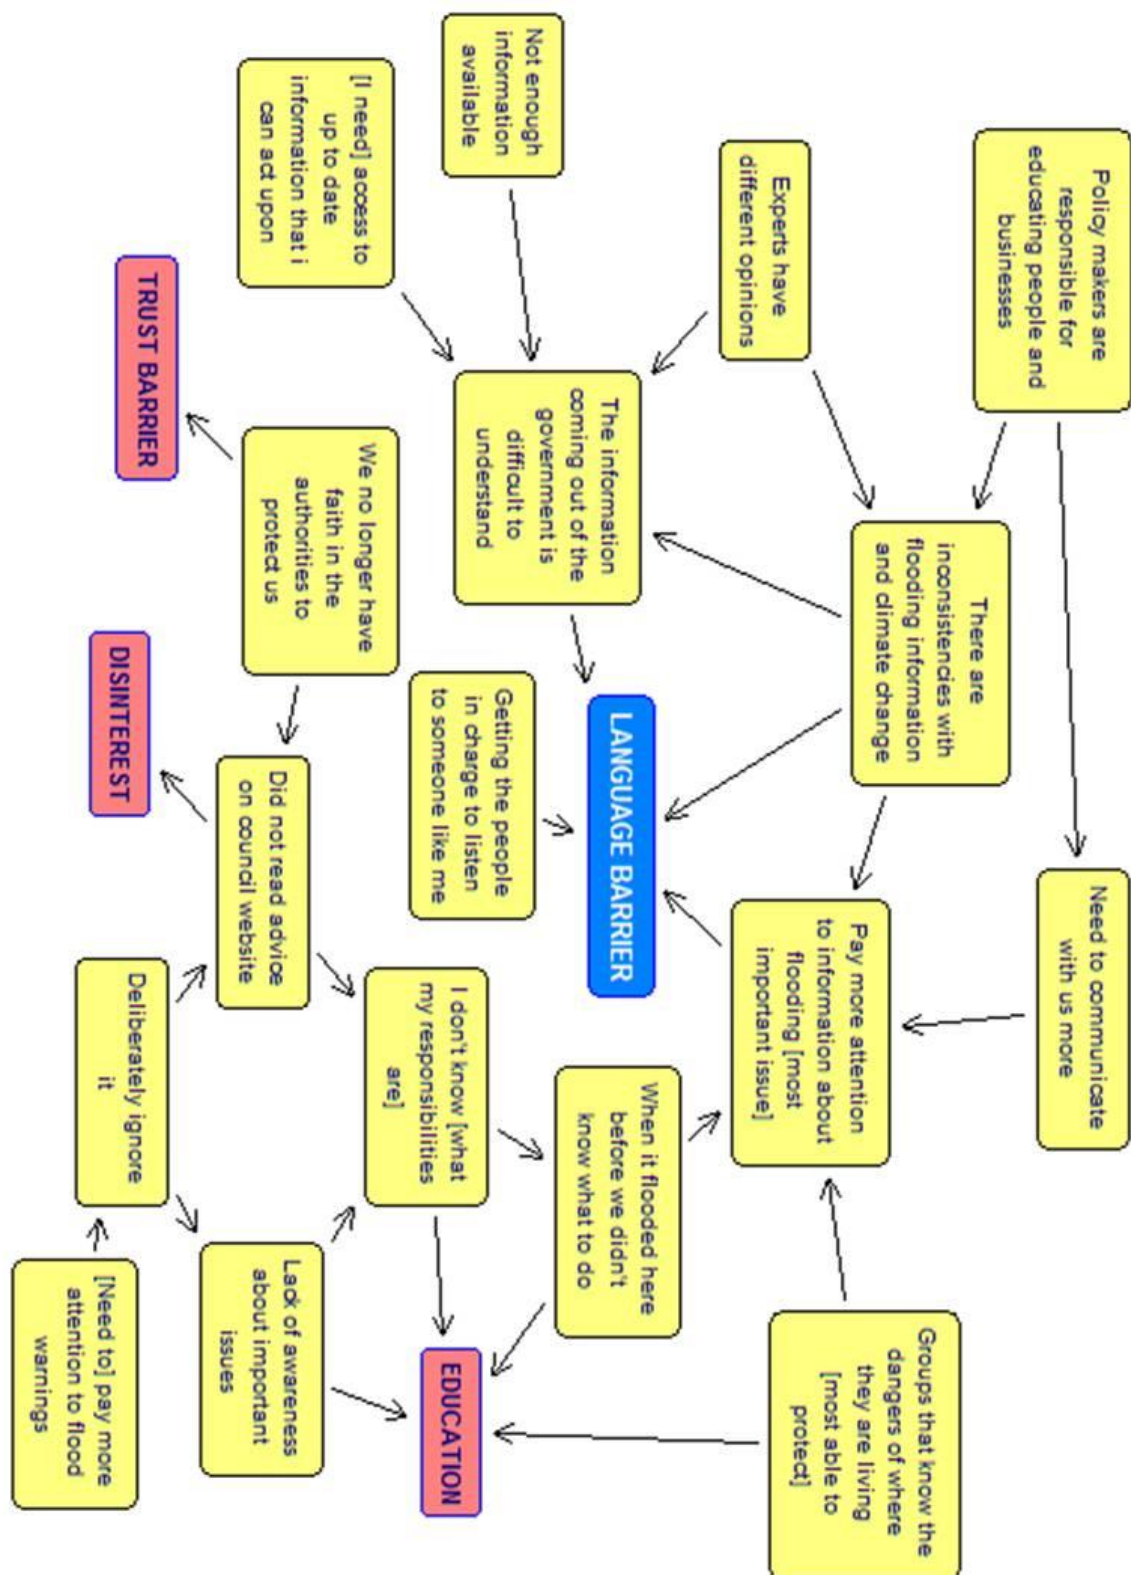 Policy makers are
responsible for
educating people and
businesses
Need to communicate
with us more
Groups that know the
dangers of where
they are living
[most able to
protect]
There are
inconsistencies with
flooding information
and climate change
Experts have
different opinions
Pay more attention
to information about
flooding [most
important issue]
Not enough
information
available
The information
coming out of the
government is
difficult to
understand
LANGUAGE BARRIER
When it flooded here
before we didn't
know what to do
Getting the people
in charge to listen
to someone like me
[I need] access to
up to date
information that i
can act upon
I don't know [what
my responsibilities
are]
EDUCATION
We no longer have
faith in the
authorities to
protect us
Did not read advice
on council website
Lack of awareness
about important
issues
TRUST BARRIER
DISINTEREST
Deliberately ignore
it
[Need to] pay more
attention to flood
warnings